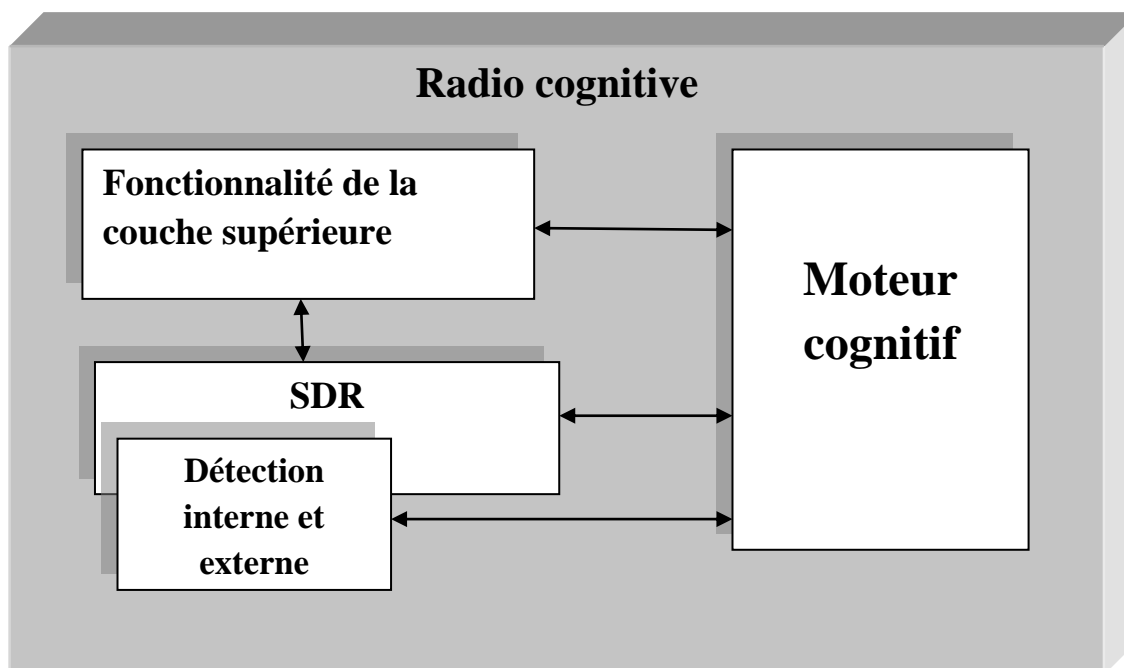 Radio cognitive
Fonctionnalité de la
couche supérieure
Moteur
cognitif
SDR
Détection
interne et
externe